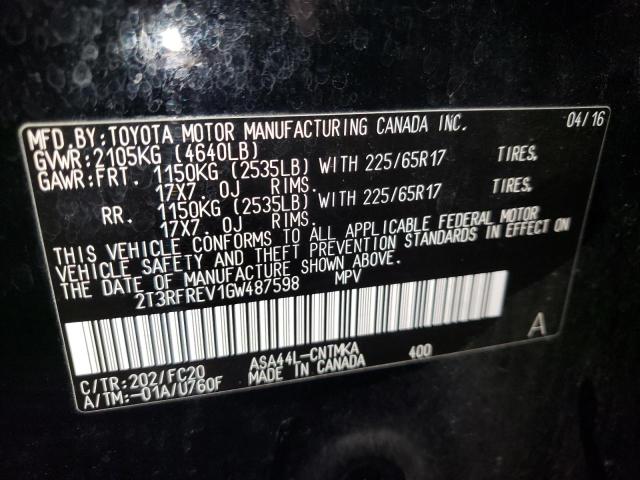 MFD. BY: TOYOTA MOTOR MANUFACTURING CANADA INC. 04/16
GVWR: 2105KG (4640LB)
GAWR: FRT. 1150KG (2535LB) WITH 225/65R17 TIRES,
17X7. 0J RIMS.
RR. 1150KG (2535LB) WITH 225/65R17 TIRES,
17X7. 0J RIMS.
THIS VEHICLE CONFORMS TO ALL APPLICABLE FEDERAL MOTOR
VEHICLE SAFETY AND THEFT PREVENTION STANDARDS IN EFFECT ON
THE DATE OF MANUFACTURE SHOWN ABOVE.
2T3RFREV1GW487598 MPV
A
ASA44L-CNTMKA 400
C/TR: 202/FC20 MADE IN CANADA
A/TM: -01A/U760F